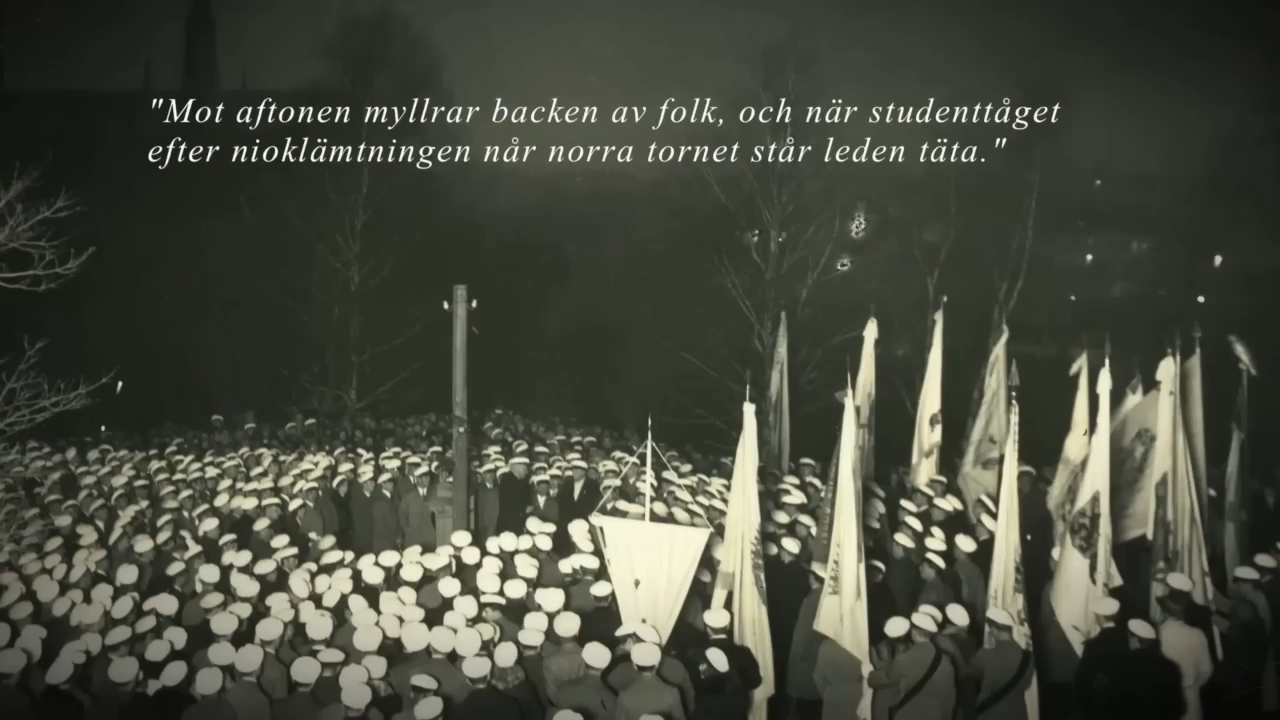 "Mot aftonen myllrar backen av folk, och när studenttåget
efter nioklämtningen når norra tornet står leden täta."